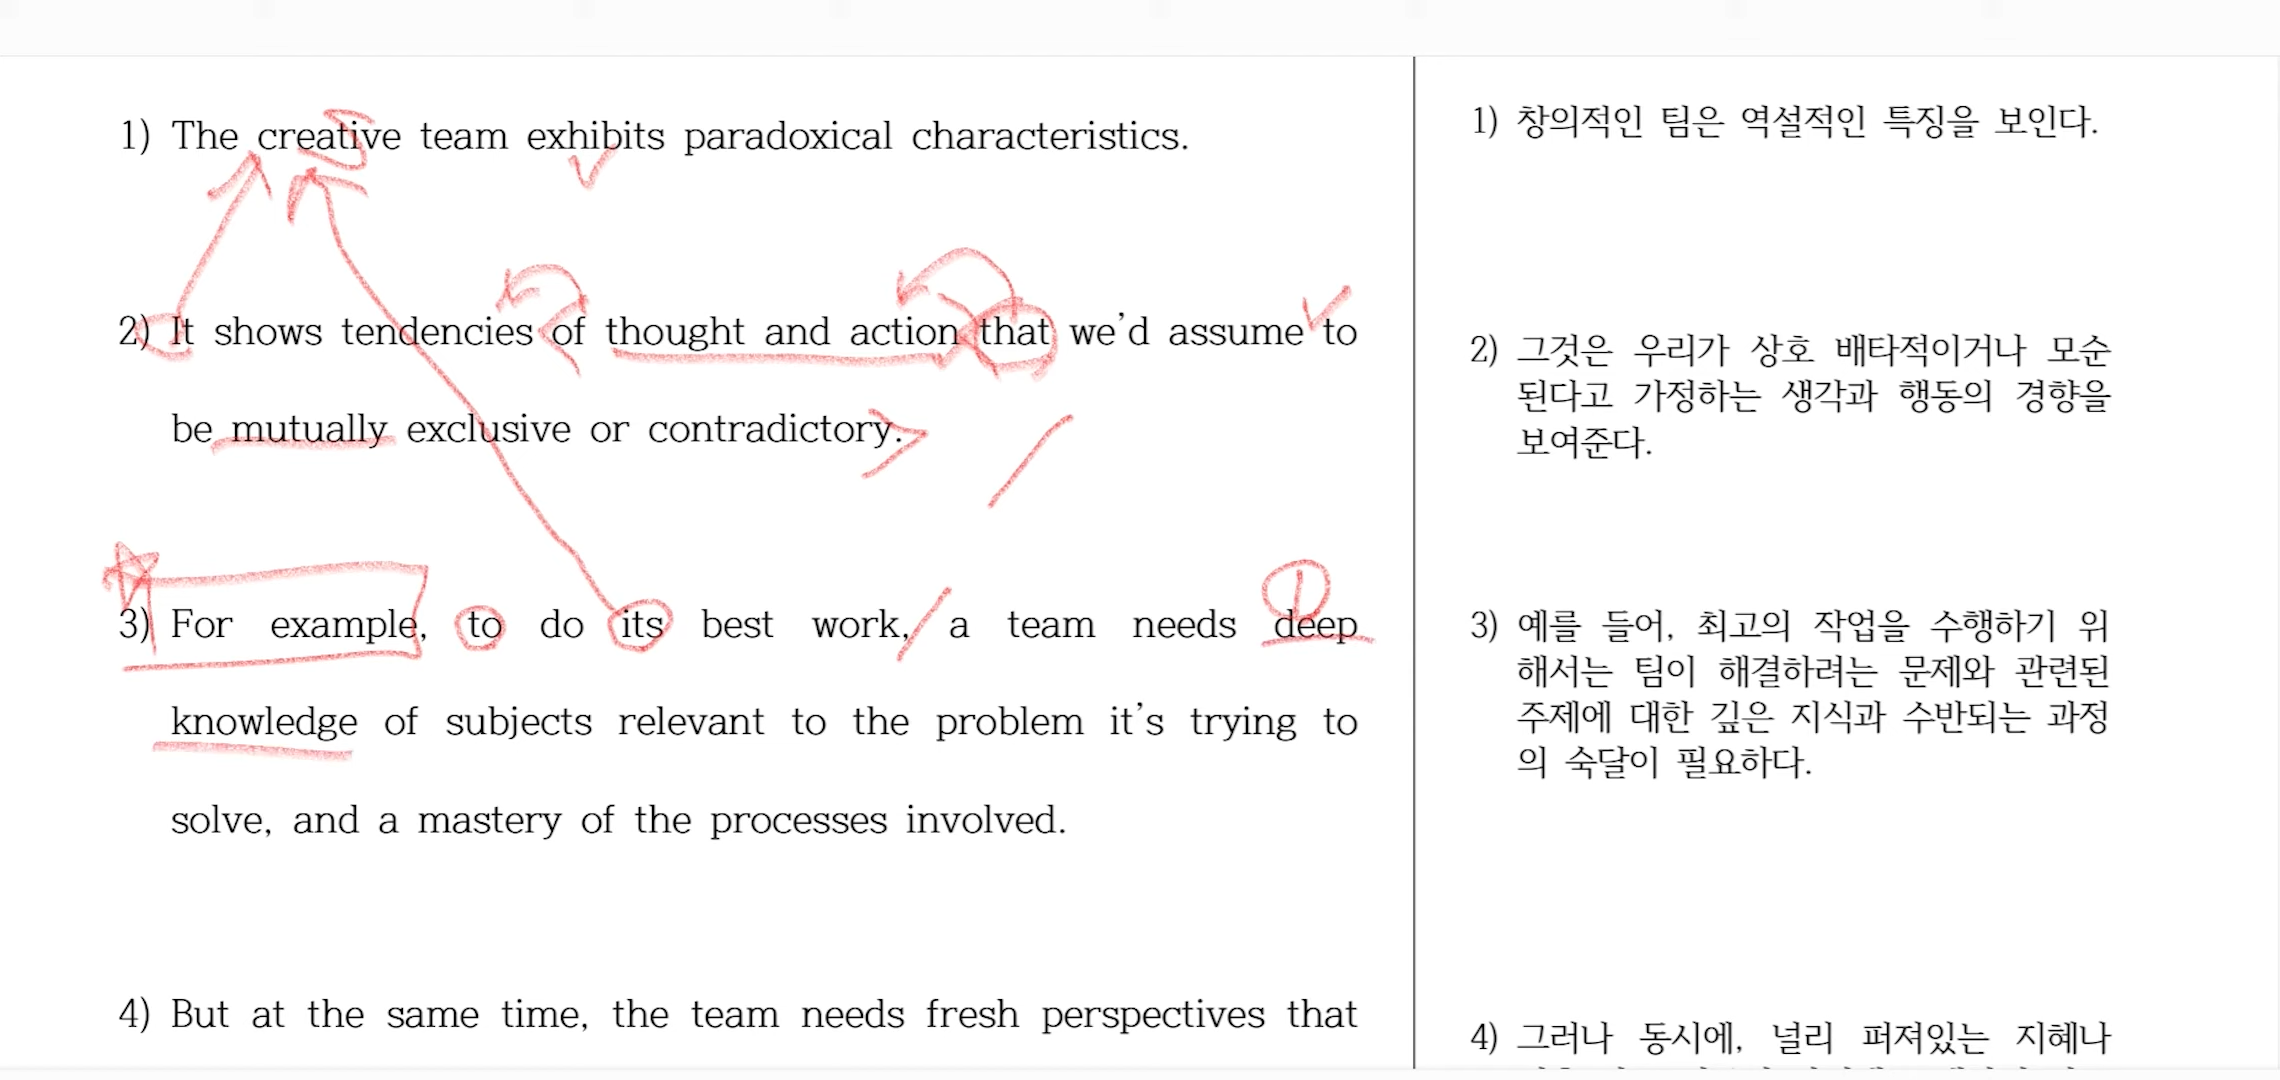 1) The creative team exhibits paradoxical characteristics.
2) It shows tendencies of thought and action that we'd assume to
be mutually exclusive or contradictory.
①
3) For example, to do its best work, a team needs deep
knowledge of subjects relevant to the problem it's trying to
solve, and a mastery of the processes involved.
4) But at the same time, the team needs fresh perspectives that
1) 창의적인 팀은 역설적인 특징을 보인다.
2) 그것은 우리가 상호 배타적이거나 모순
된다고 가정하는 생각과 행동의 경향을
보여준다.
3) 예를 들어, 최고의 작업을 수행하기 위
해서는 팀이 해결하려는 문제와 관련된
주제에 대한 깊은 지식과 수반되는 과정
의 숙달이 필요하다.
4) 그러나 동시에, 널리 퍼져있는 지혜나